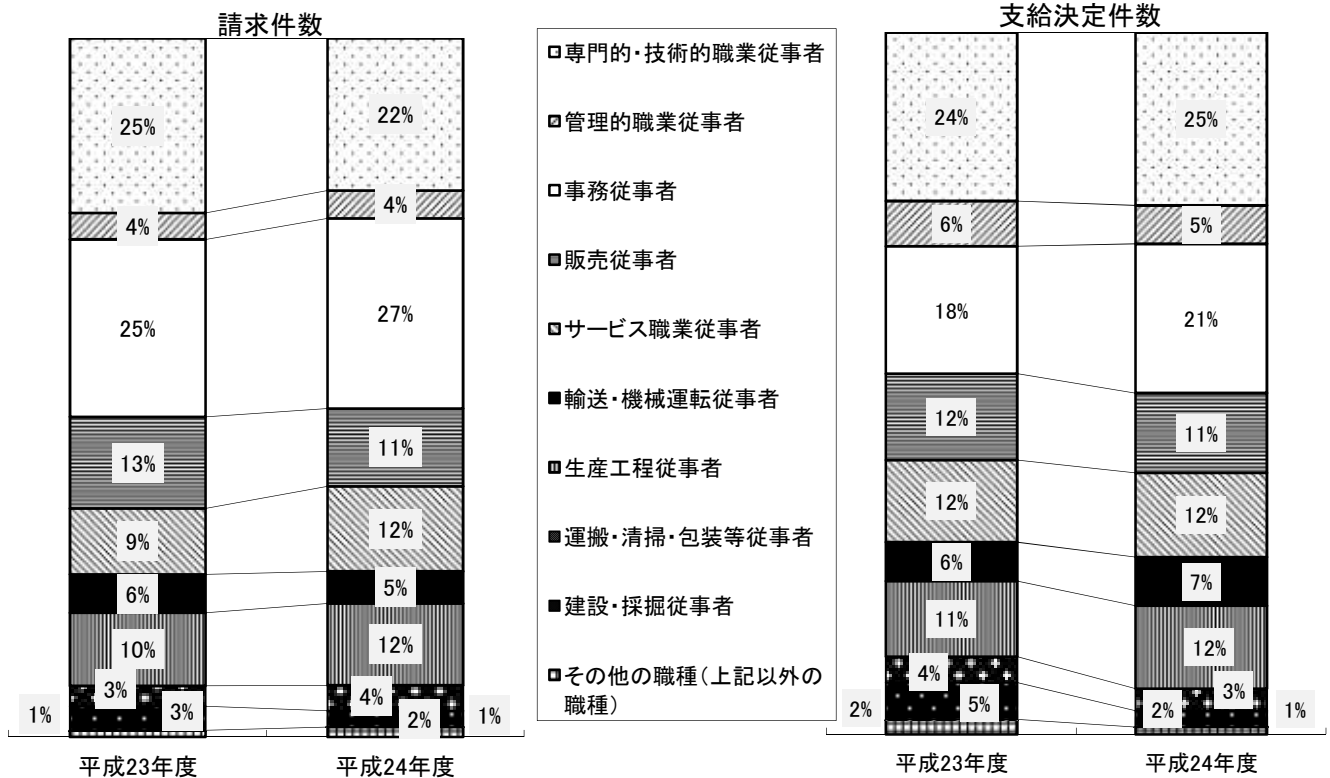 請求件数
25%
4%
25%
13%
9%
6%
10%
3%
3%
1%
平成23年度
22%
4%
27%
11%
12%
5%
12%
4%
2%
1%
平成24年度
専門的・技術的職業従事者
管理的職業従事者
事務従事者
販売従事者
サービス職業従事者
輸送・機械運転従事者
生産工程従事者
運搬・清掃・包装等従事者
建設・採掘従事者
その他の職種(上記以外の
職種)
支給決定件数
24%
6%
18%
12%
12%
6%
11%
4%
5%
2%
平成23年度
25%
5%
21%
11%
12%
7%
12%
3%
2%
1%
平成24年度